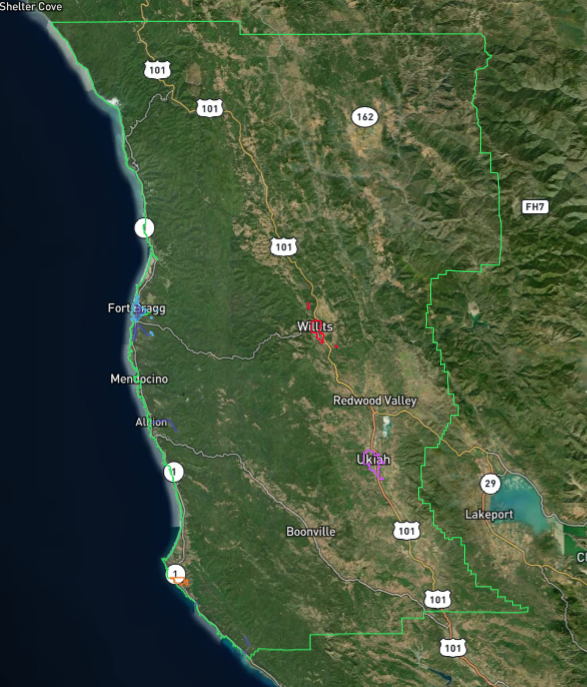 Shelter Cove
101
101
162
FH7
101
Fort Bragg
Willits
Mendocino
Redwood Valley
Albion
Ukiah
1
29
Lakeport
Boonville
101
1
101
101